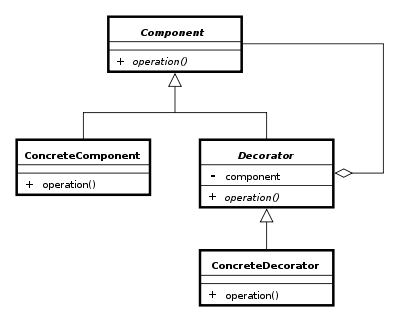 Component
+ operation()
ConcreteComponent
+ operation()
Decorator
- component
+ operation()
ConcreteDecorator
+ operation()